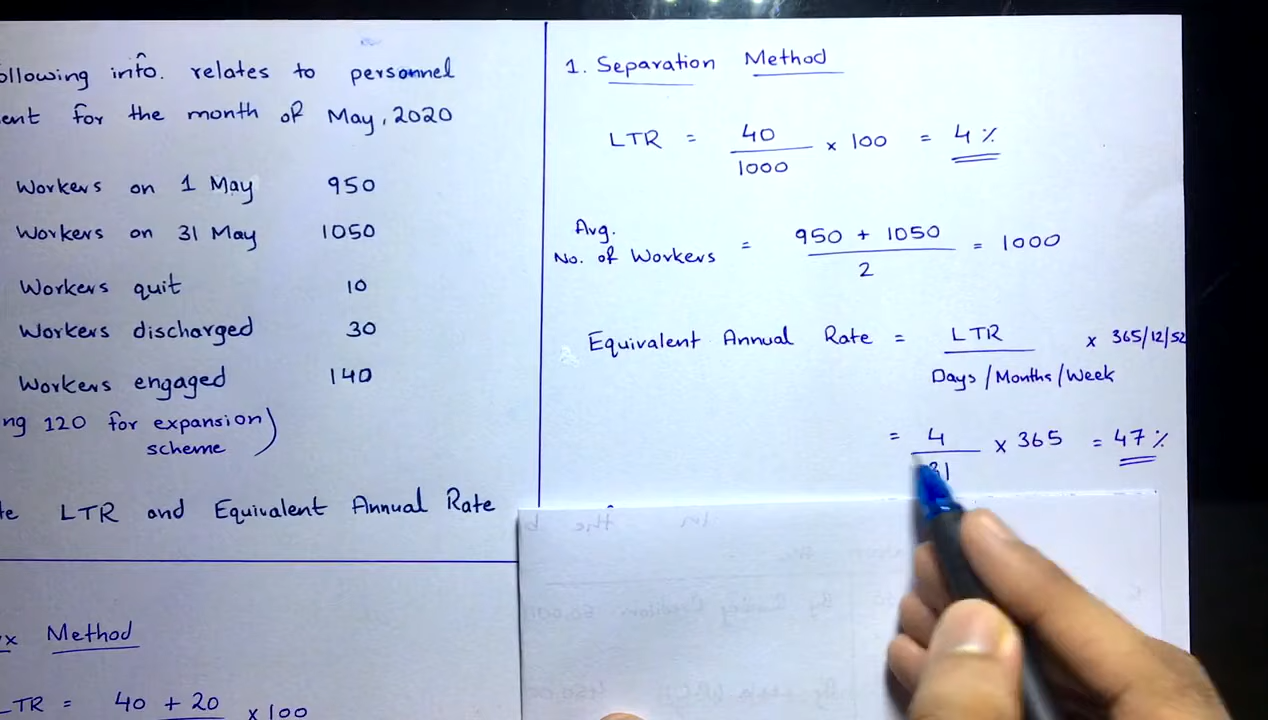 ollowing info. relates to personnel
ent for the month of May, 2020
Workers on 1 May 950
Workers on 31 May 1050
Workers quit 10
Workers discharged 30
Workers engaged 140
ng 120 for expansion
scheme)
te LTR and Equivalent Annual Rate
x Method
LTR = 40 + 20 x 100
1. Separation Method
LTR = 40 / 1000 x 100 = 4 %
Avg.
No. of Workers = 950 + 1050 / 2 = 1000
Equivalent Annual Rate = LTR / Days/Months/Week x 365/12/52
= 4 / 31 x 365 = 47 %